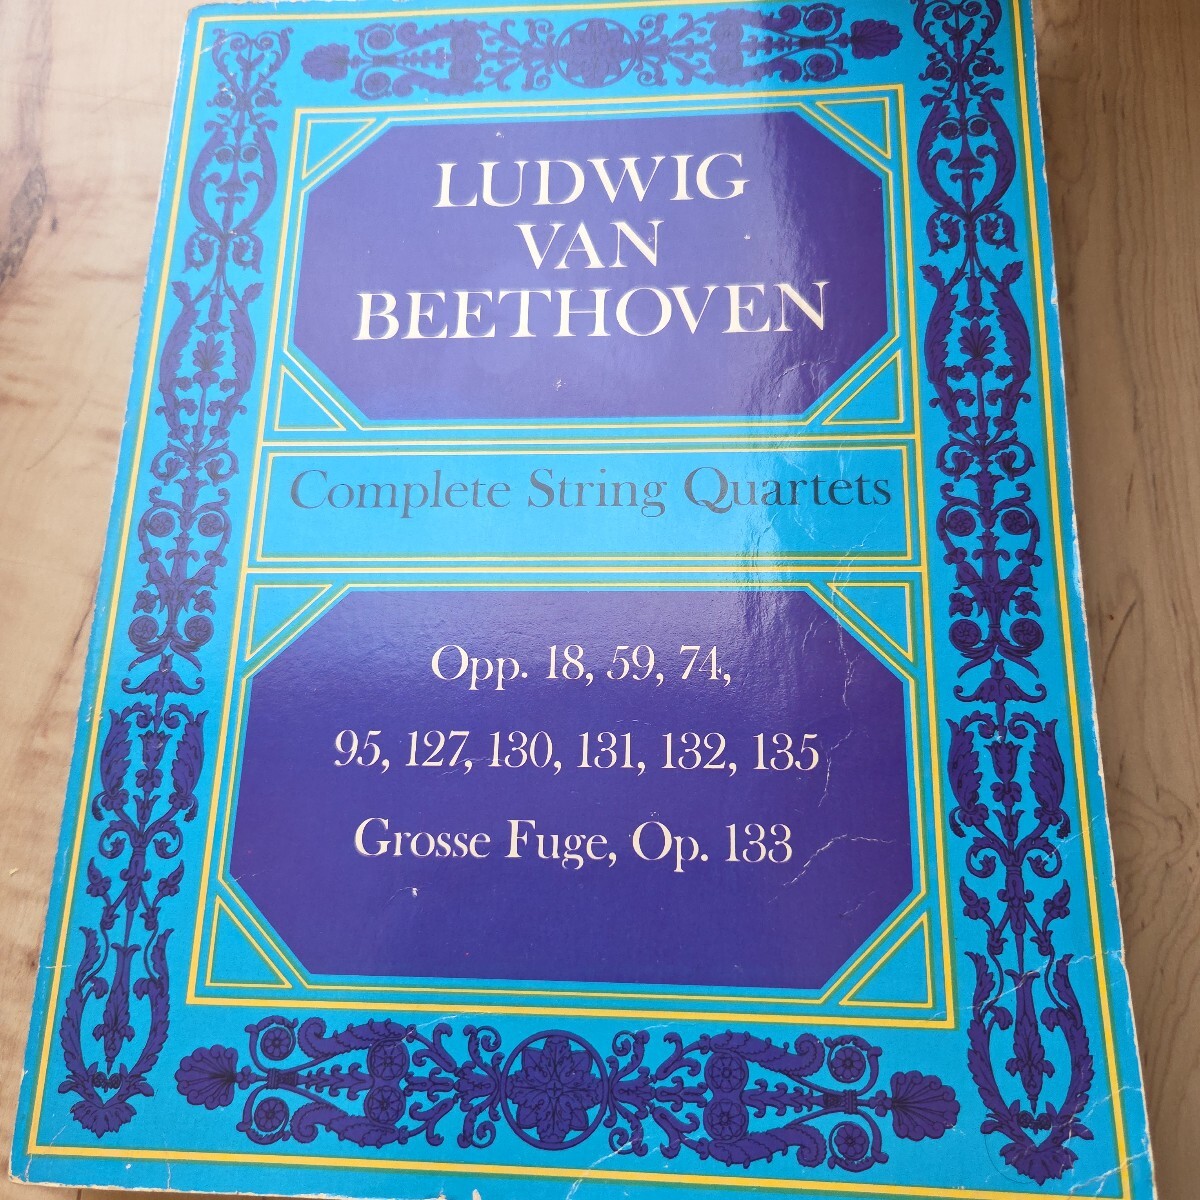 LUDWIG
VAN
BEETHOVEN
Complete String Quartets
Opp. 18, 59, 74,
95, 127, 130, 131, 132, 135
Grosse Fuge, Op. 133